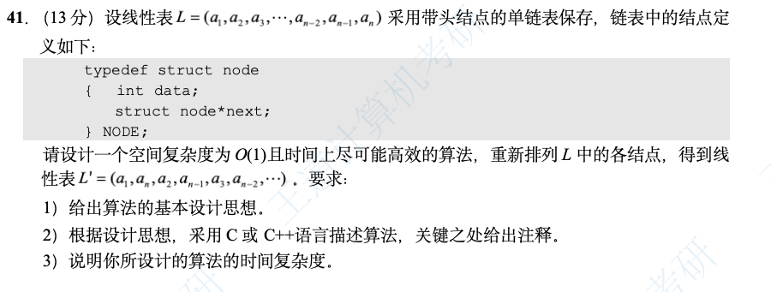 41. (13 分) 设线性表 L = (a₁,a₂,a₃,⋯,aₙ₋₂,aₙ₋₁,aₙ) 采用带头结点的单链表保存，链表中的结点定
义如下：
typedef struct node
{ int data;
struct node*next;
} NODE;
请设计一个空间复杂度为 O(1)且时间上尽可能高效的算法，重新排列 L 中的各结点，得到线
性表 L' = (a₁,aₙ,a₂,aₙ₋₁,a₃,aₙ₋₂,⋯) 。要求：
1）给出算法的基本设计思想。
2）根据设计思想，采用 C 或 C++语言描述算法，关键之处给出注释。
3）说明你所设计的算法的时间复杂度。